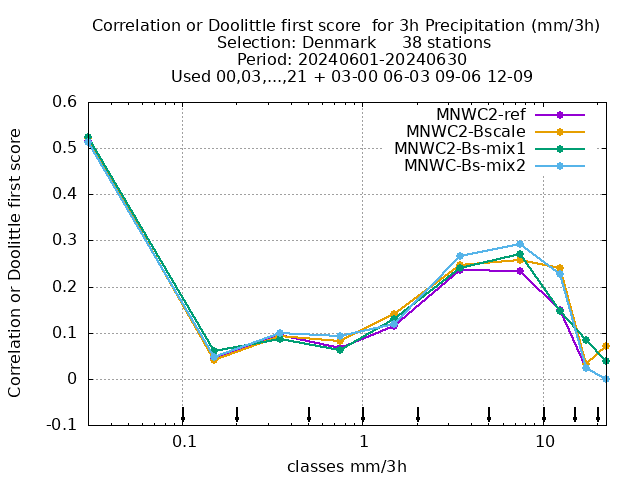 Correlation or Doolittle first score  for 3h Precipitation (mm/3h)
Selection: Denmark     38 stations
Period: 20240601-20240630
Used 00,03,...,21 + 03-00 06-03 09-06 12-09
MNWC2-ref
MNWC2-Bscale
MNWC2-Bs-mix1
MNWC-Bs-mix2
Correlation or Doolittle first score
0.6
0.5
0.4
0.3
0.2
0.1
0
-0.1
0.1 1 10
classes mm/3h